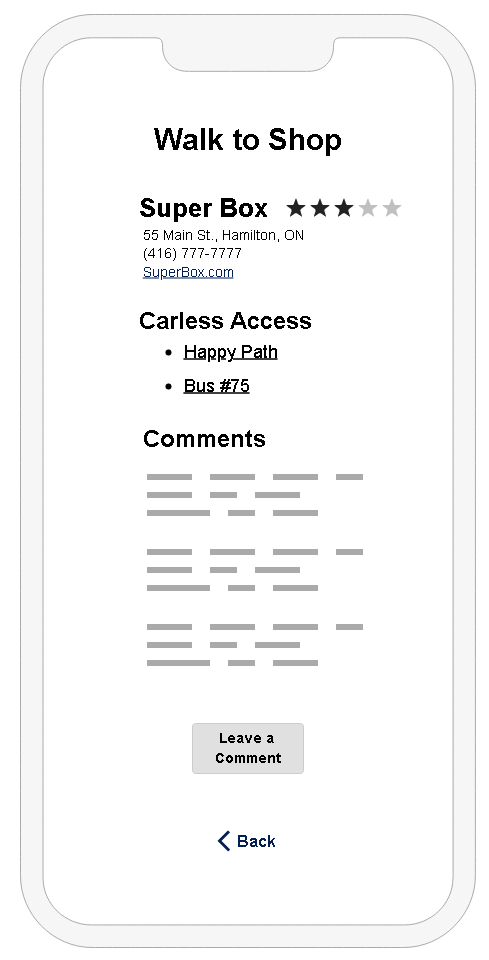 Walk to Shop
Super Box
55 Main St., Hamilton, ON
(416) 777-7777
SuperBox.com
Carless Access
Happy Path
Bus #75
Comments
Leave a
Comment
Back